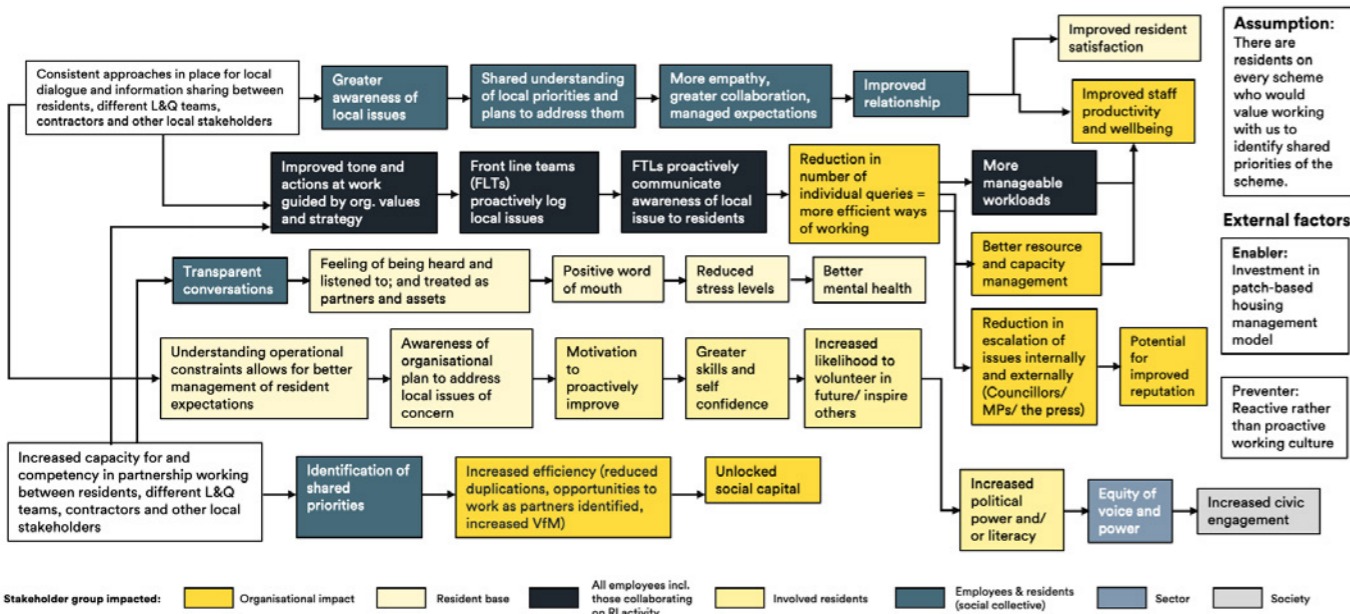 Consistent approaches in place for local
dialogue and information sharing between
residents, different L&Q teams,
contractors and other local stakeholders
Greater
awareness of
local issues
Shared understanding
of local priorities and
plans to address them
More empathy,
greater collaboration,
managed expectations
Improved
relationship
Improved resident
satisfaction
Improved staff
productivity
and wellbeing
Improved tone and
actions at work
guided by org. values
and strategy
Front line teams
(FLTs)
proactively log
local issues
FTLs proactively
communicate
awareness of local
issue to residents
Reduction in
number of
individual queries =
more efficient ways
of working
More
manageable
workloads
Better resource
and capacity
management
Transparent
conversations
Feeling of being heard and
listened to; and treated as
partners and assets
Positive word
of mouth
Reduced
stress levels
Better
mental health
Understanding operational
constraints allows for better
management of resident
expectations
Awareness of
organisational
plan to address
local issues of
concern
Motivation
to
proactively
improve
Greater
skills and
self
confidence
Increased
likelihood to
volunteer in
future/ inspire
others
Reduction in
escalation of
issues internally
and externally
(Councillors/
MPs/ the press)
Potential
for
improved
reputation
Increased capacity for and
competency in partnership working
between residents, different L&Q
teams, contractors and other local
stakeholders
Identification of
shared
priorities
Increased efficiency (reduced
duplications, opportunities to
work as partners identified,
increased VfM)
Unlocked
social capital
Increased
political
power and/
or literacy
Equity of
voice and
power
Increased civic
engagement
Assumption:
There are
residents on
every scheme
who would
value working
with us to
identify shared
priorities of the
scheme.
External factors
Enabler:
Investment in
patch-based
housing
management
model
Preventer:
Reactive rather
than proactive
working culture
Stakeholder group impacted:
Organisational impact
Resident base
All employees incl.
those collaborating
on RI activity
Involved residents
Employees & residents
(social collective)
Sector
Society